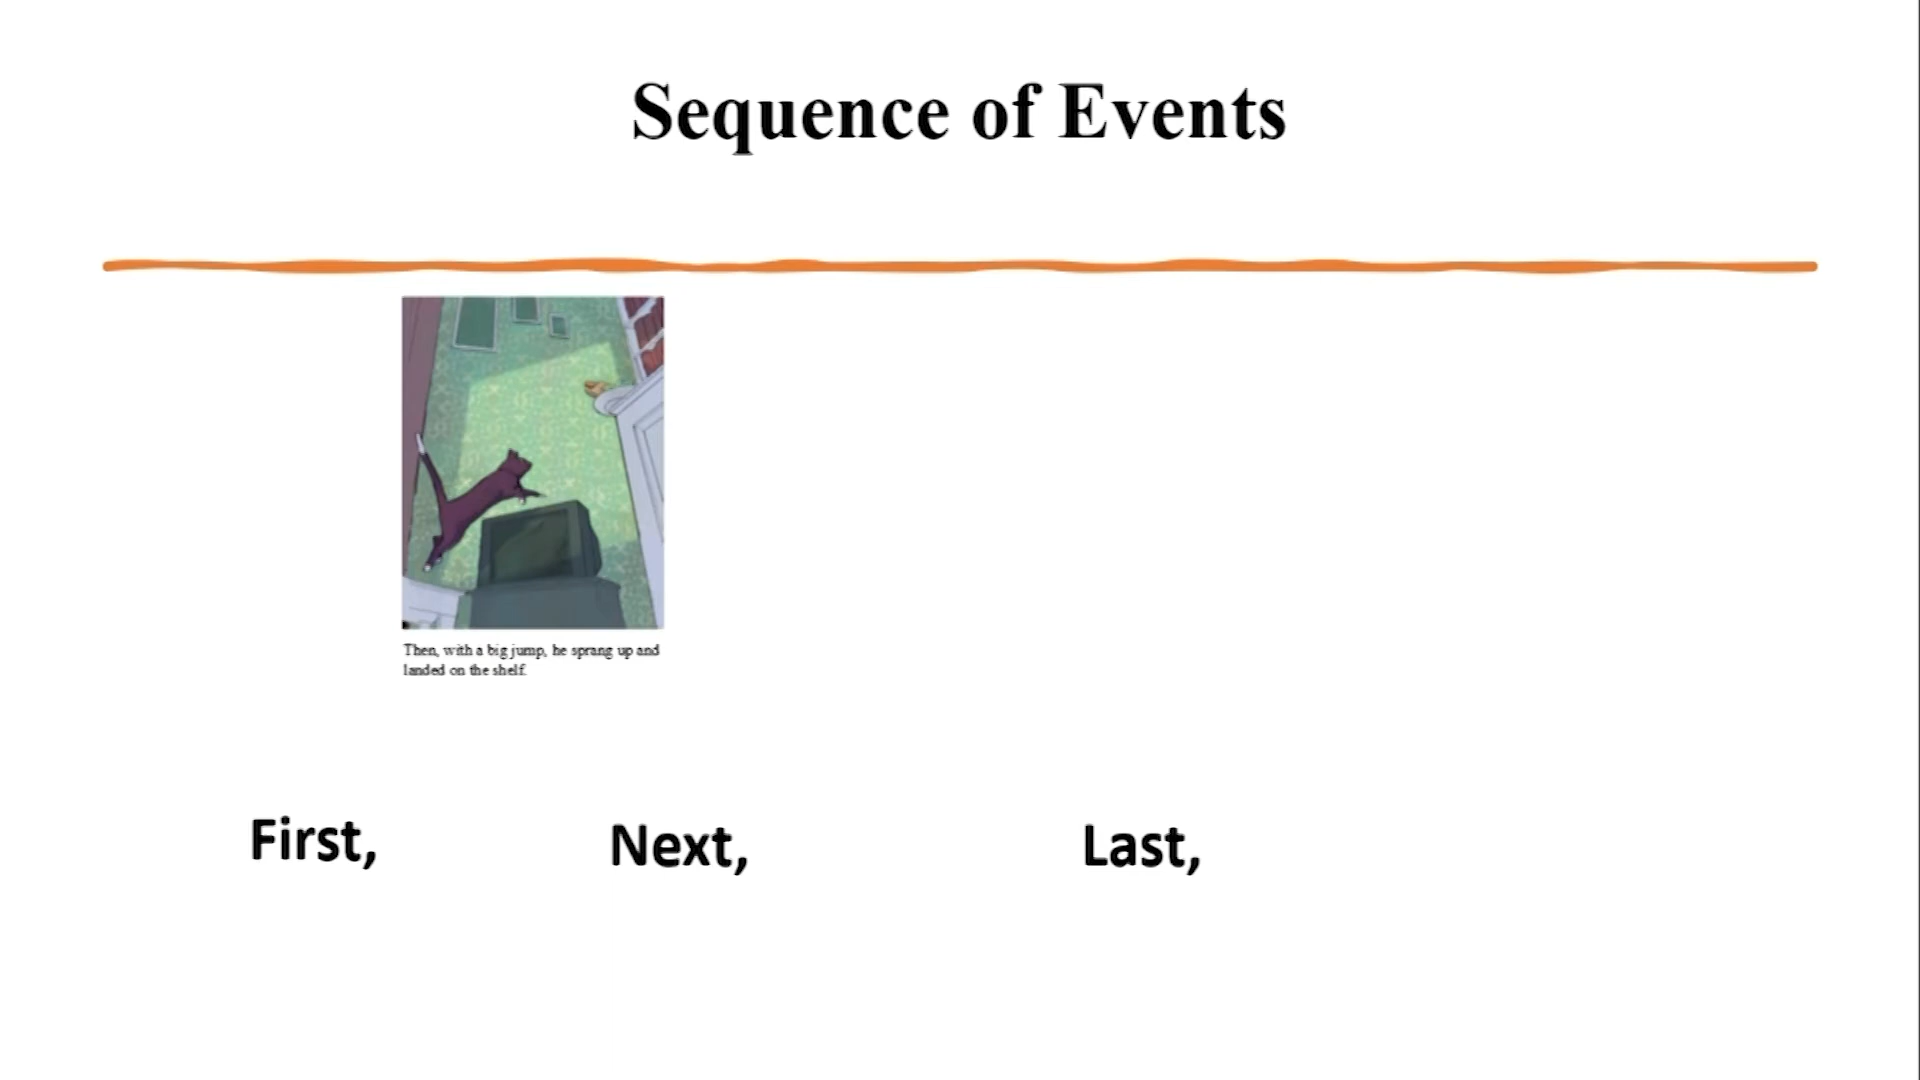 Sequence of Events
Then, with a big jump, he sprang up and
landed on the shelf.
First,
Next,
Last,